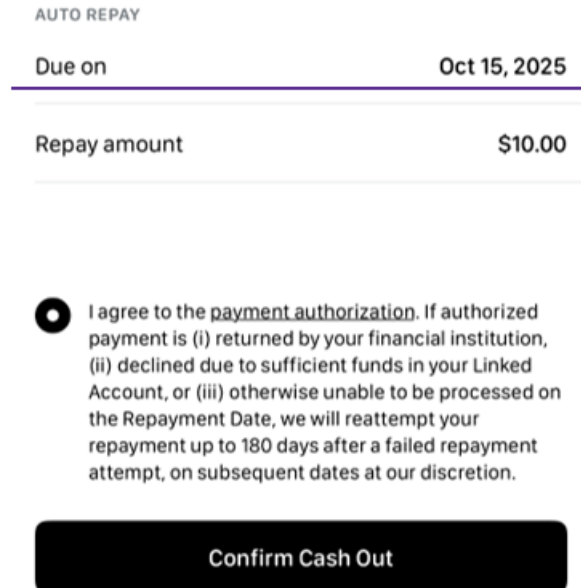 AUTO REPAY
Due on Oct 15, 2025
Repay amount $10.00
I agree to the payment authorization. If authorized
payment is (i) returned by your financial institution,
(ii) declined due to sufficient funds in your Linked
Account, or (iii) otherwise unable to be processed on
the Repayment Date, we will reattempt your
repayment up to 180 days after a failed repayment
attempt, on subsequent dates at our discretion.
Confirm Cash Out